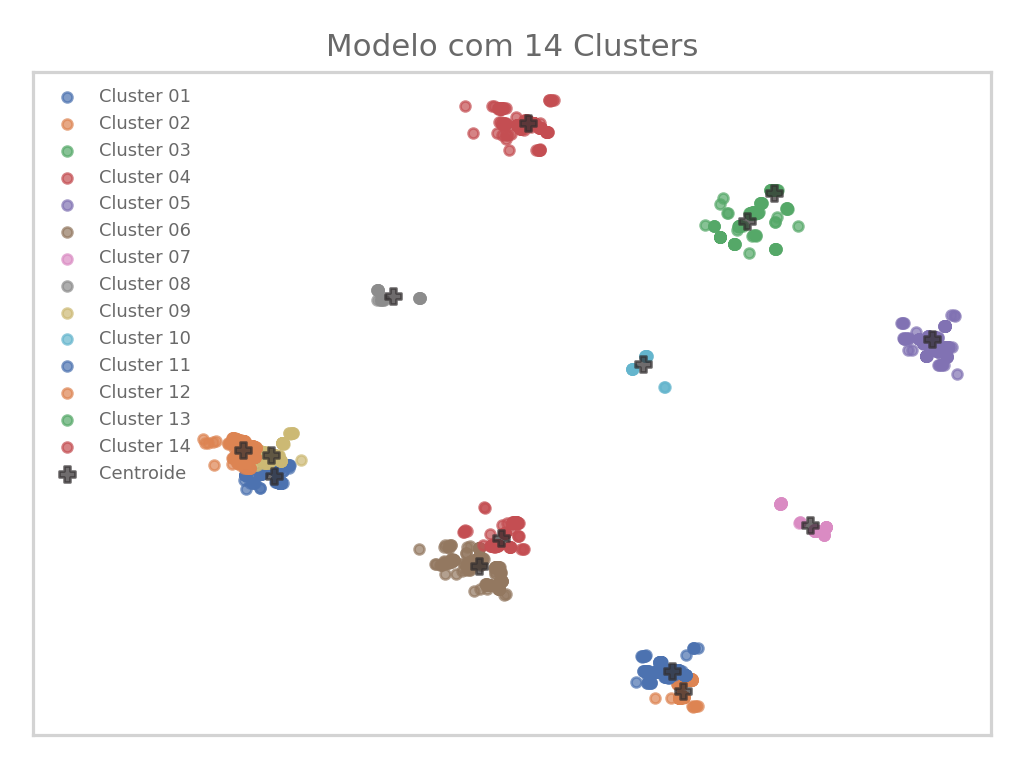 Modelo com 14 Clusters
Cluster 01
Cluster 02
Cluster 03
Cluster 04
Cluster 05
Cluster 06
Cluster 07
Cluster 08
Cluster 09
Cluster 10
Cluster 11
Cluster 12
Cluster 13
Cluster 14
Centroide